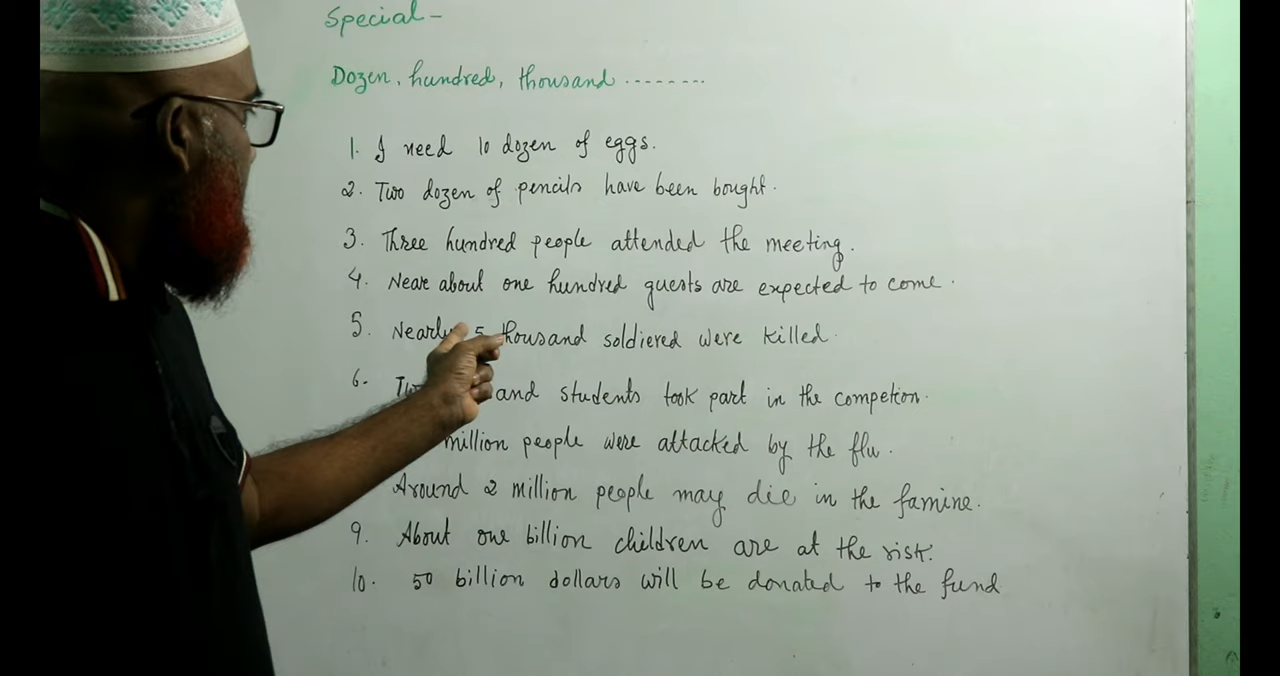 Special -
Dozen, hundred, thousand --------
1. I need 10 dozen of eggs.
2. Two dozen of pencils have been bought.
3. Three hundred people attended the meeting.
4. Near about one hundred guests are expected to come.
5. Nearly 5 thousand soldiered were killed.
6. and students took part in the competion.
million people were attacked by the flu.
Around 2 million people may die in the famine.
9. About one billion children are at the risk.
10. 50 billion dollars will be donated to the fund